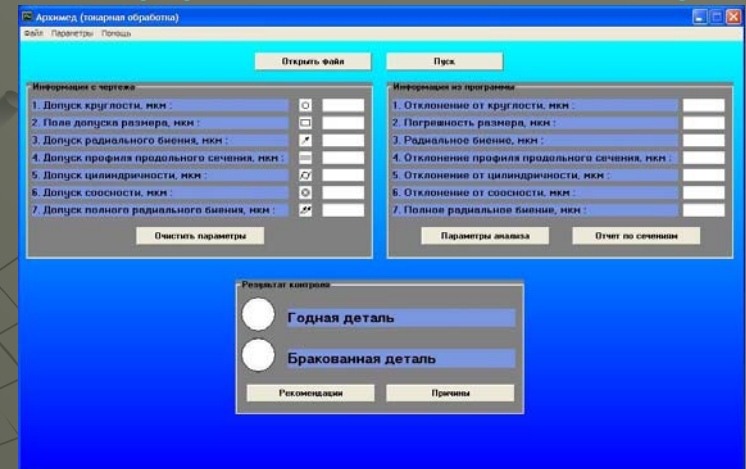 Архимед (токарная обработка)
Файл Параметры Помощь
Открыть файл Пуск
Информация с чертежа
1. Допуск круглости, мкм :
2. Поле допуска размера, мкм :
3. Допуск радиального биения, мкм :
4. Допуск профиля продольного сечения, мкм :
5. Допуск цилиндричности, мкм :
6. Допуск соосности, мкм :
7. Допуск полного радиального биения, мкм :
Очистить параметры
Информация из программы
1. Отклонение от круглости, мкм :
2. Погрешность размера, мкм :
3. Радиальное биение, мкм :
4. Отклонение профиля продольного сечения, мкм :
5. Отклонение от цилиндричности, мкм :
6. Отклонение от соосности, мкм :
7. Полное радиальное биение, мкм :
Параметры анализа Отчет по сечениям
Результат контроля
Годная деталь
Бракованная деталь
Рекомендации Причины